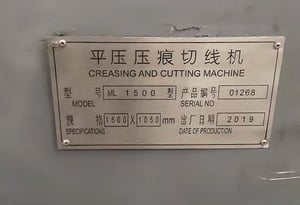 平压压痕切线机
CREASING AND CUTTING MACHINE
型号 ML 1500 型 产品编号 01268
MODEL SERIAL NO
规格 1500 X 1050 mm 出厂日期 2019
SPECIFICATIONS DATE OF PRODUCTION